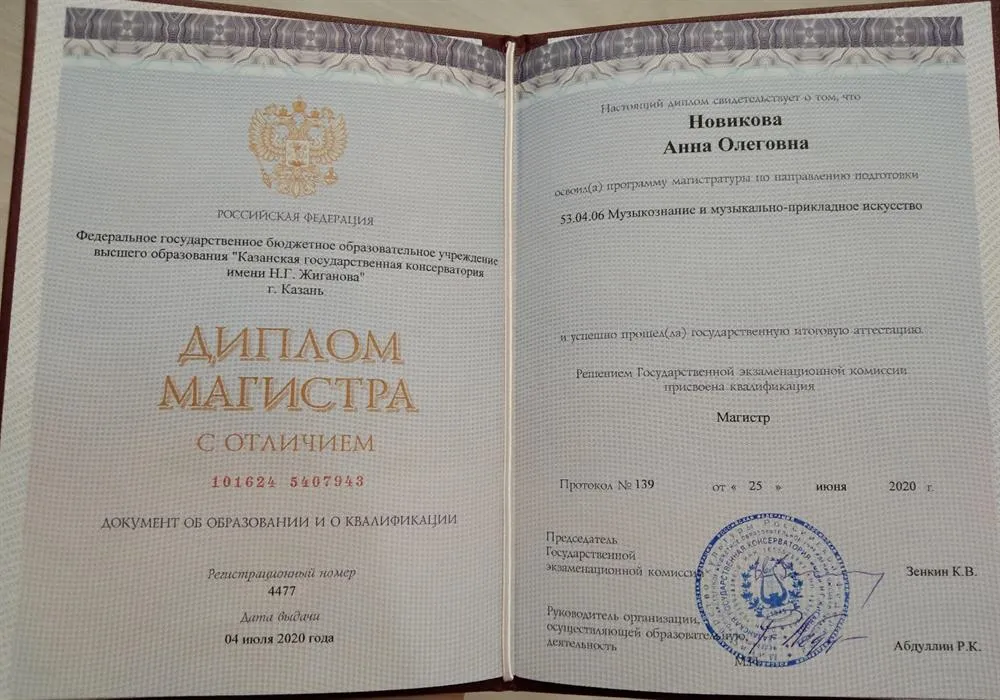 РОССИЙСКАЯ ФЕДЕРАЦИЯ
Федеральное государственное бюджетное образовательное учреждение
высшего образования "Казанская государственная консерватория
имени Н.Г. Жиганова"
г. Казань
ДИПЛОМ
МАГИСТРА
С ОТЛИЧИЕМ
101624 5407943
ДОКУМЕНТ ОБ ОБРАЗОВАНИИ И О КВАЛИФИКАЦИИ
Регистрационный номер
4477
Дата выдачи
04 июля 2020 года
Настоящий диплом свидетельствует о том, что
Новикова
Анна Олеговна
освоил(а) программу магистратуры по направлению подготовки
53.04.06 Музыкознание и музыкально-прикладное искусство
и успешно прошел(ла) государственную итоговую аттестацию.
Решением Государственной экзаменационной комиссии
присвоена квалификация
Магистр
Протокол № 139 от « 25 » июня 2020 г.
Председатель
Государственной
экзаменационной комиссии
Зенкин К.В.
Руководитель организации,
осуществляющей образовательную
деятельность
Абдуллин Р.К.
М.П.